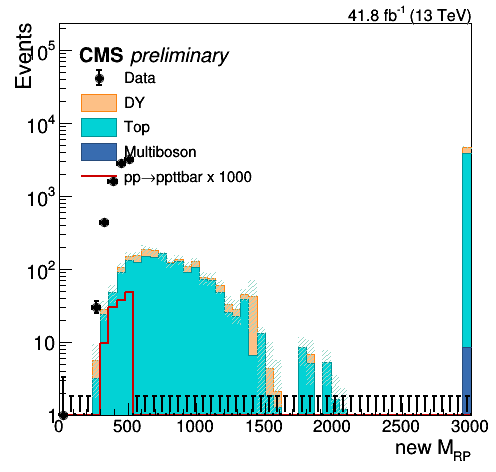 41.8 fb⁻¹ (13 TeV)
Events
CMS preliminary
Data
DY
Top
Multiboson
pp→ppttbar x 1000
10⁵
10⁴
10³
10²
10
1
0 500 1000 1500 2000 2500 3000
new M_RP